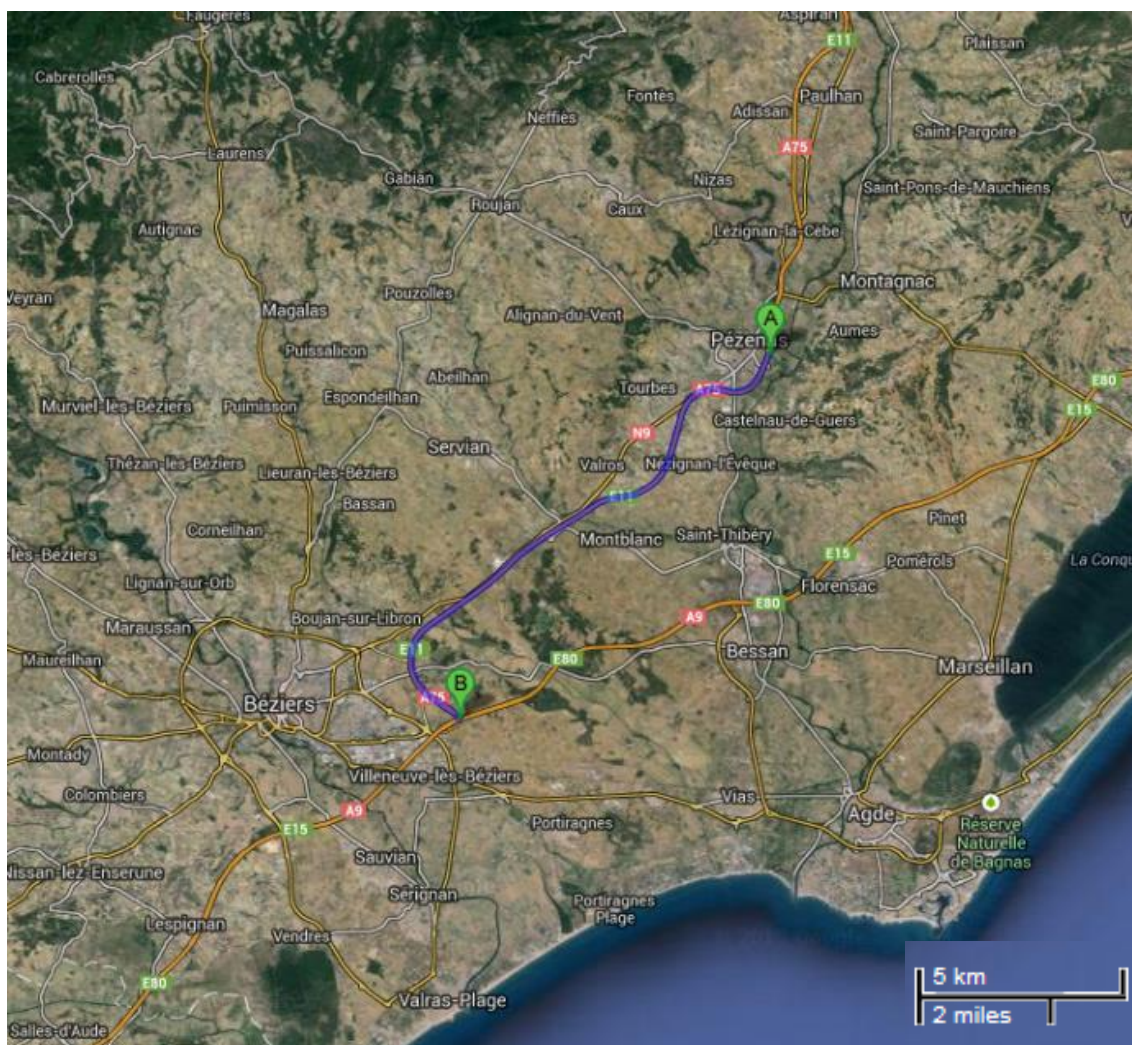 Faugères
Aspiran
E11
Plaissan
Cabrerolles
Fontès
Paulhan
Adissan
Neffiès
Saint-Pargoire
A75
Laurens
Gabian
Nizas
Saint-Pons-de-Mauchiens
Roujan
Caux
Autignac
Lézignan-la-Cèbe
Montagnac
Pouzolles
Veyran
Magalas
Alignan-du-Vent
A
Aumes
Puissalicon
Abeilhan
Tourbes
A75
E80
Espondeilhan
Murviel-lès-Béziers
Puimisson
E15
Castelnau-de-Guers
N9
Servian
Thézan-lès-Béziers
Valros
Nézignan-l'Évêque
Lieuran-lès-Béziers
E11
Bassan
Pinet
Corneilhan
Montblanc
Saint-Thibéry
-les-Béziers
E15
Pomérols
La Conqu
Lignan-sur-Orb
Florensac
E80
Boujan-sur-Libron
A9
Maraussan
E11
Bessan
E80
Maureilhan
Marseillan
B
A75
Béziers
Montady
Villeneuve-lès-Béziers
Colombiers
Vias
A9
Agde
Portiragnes
E15
Réserve
Naturelle
de Bagnas
Sauvian
Nissan-lez-Enserune
Sérignan
Portiragnes
Plage
Lespignan
Vendres
E80
Valras-Plage
Salles-d'Aude
5 km
2 miles